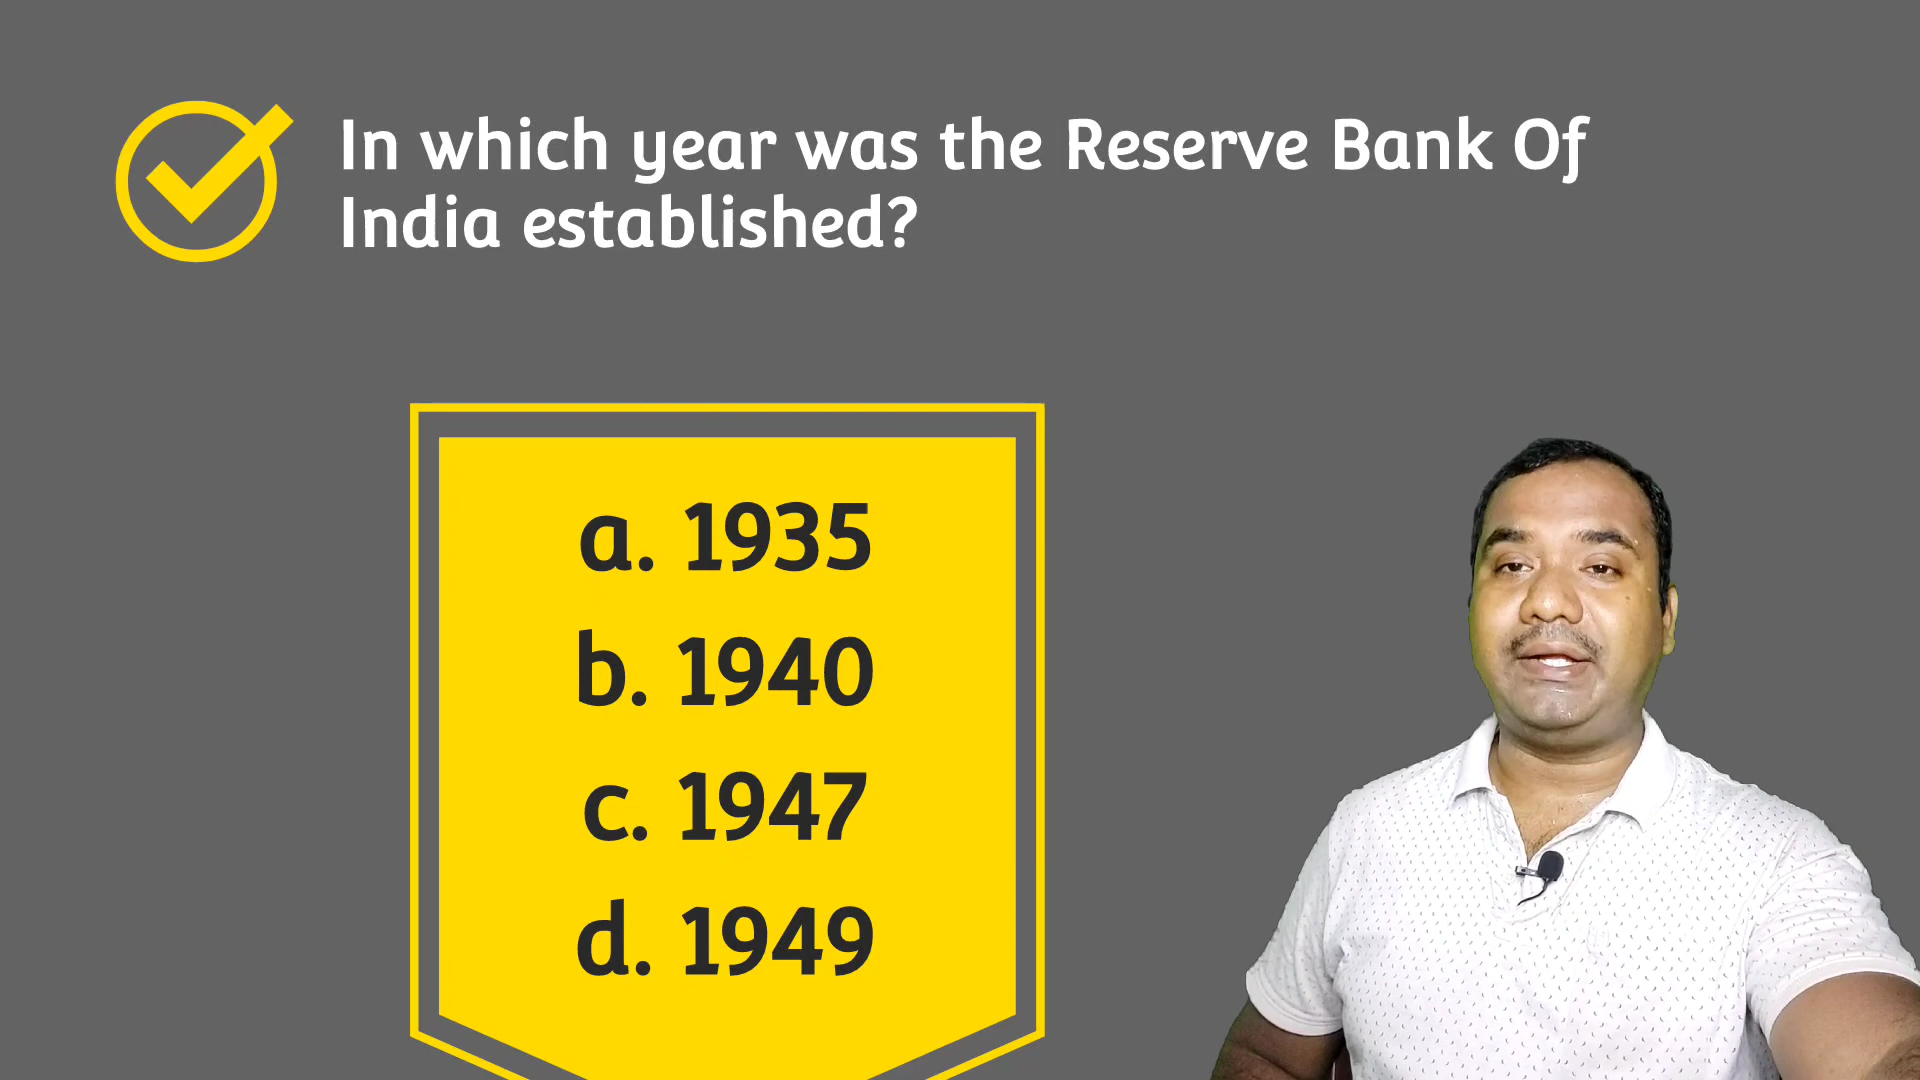 In which year was the Reserve Bank Of
India established?
a. 1935
b. 1940
c. 1947
d. 1949